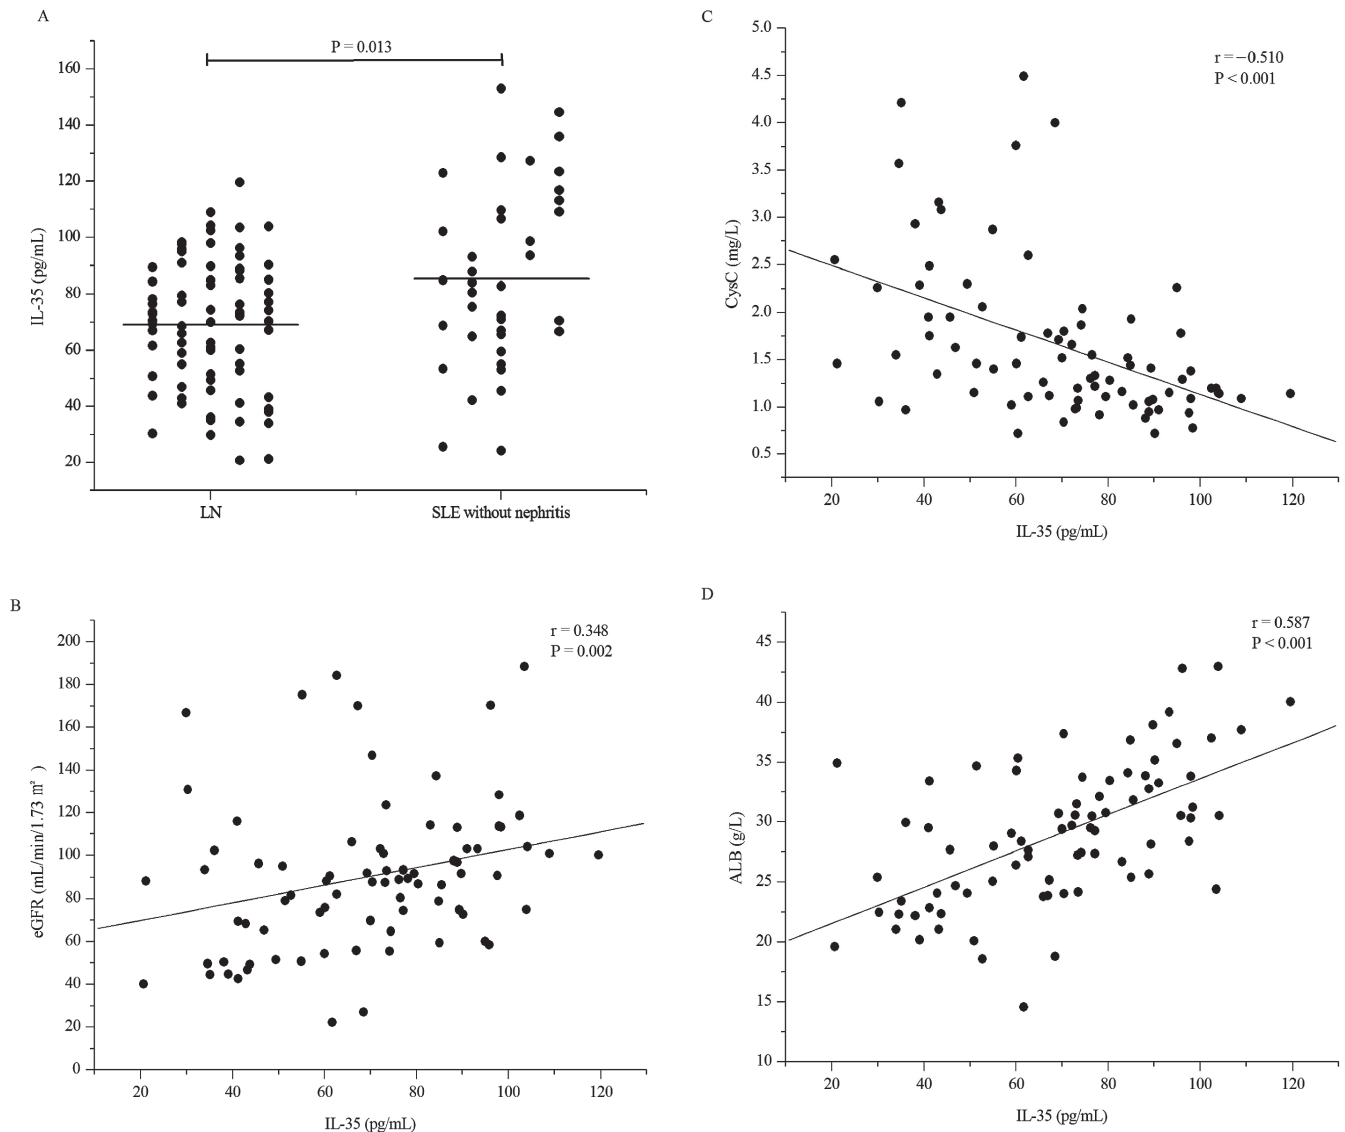 A
P = 0.013
160
140
120
100
80
60
40
20
IL-35 (pg/mL)
LN
SLE without nephritis
C
5.0
4.5
4.0
3.5
3.0
2.5
2.0
1.5
1.0
0.5
CysC (mg/L)
r =−0.510
P < 0.001
20
40
60
80
100
120
IL-35 (pg/mL)
B
200
180
160
140
120
100
80
60
40
20
0
eGFR (mL/min/1.73 m²)
r = 0.348
P = 0.002
20
40
60
80
100
120
IL-35 (pg/mL)
D
45
40
35
30
25
20
15
10
ALB (g/L)
r = 0.587
P < 0.001
20
40
60
80
100
120
IL-35 (pg/mL)